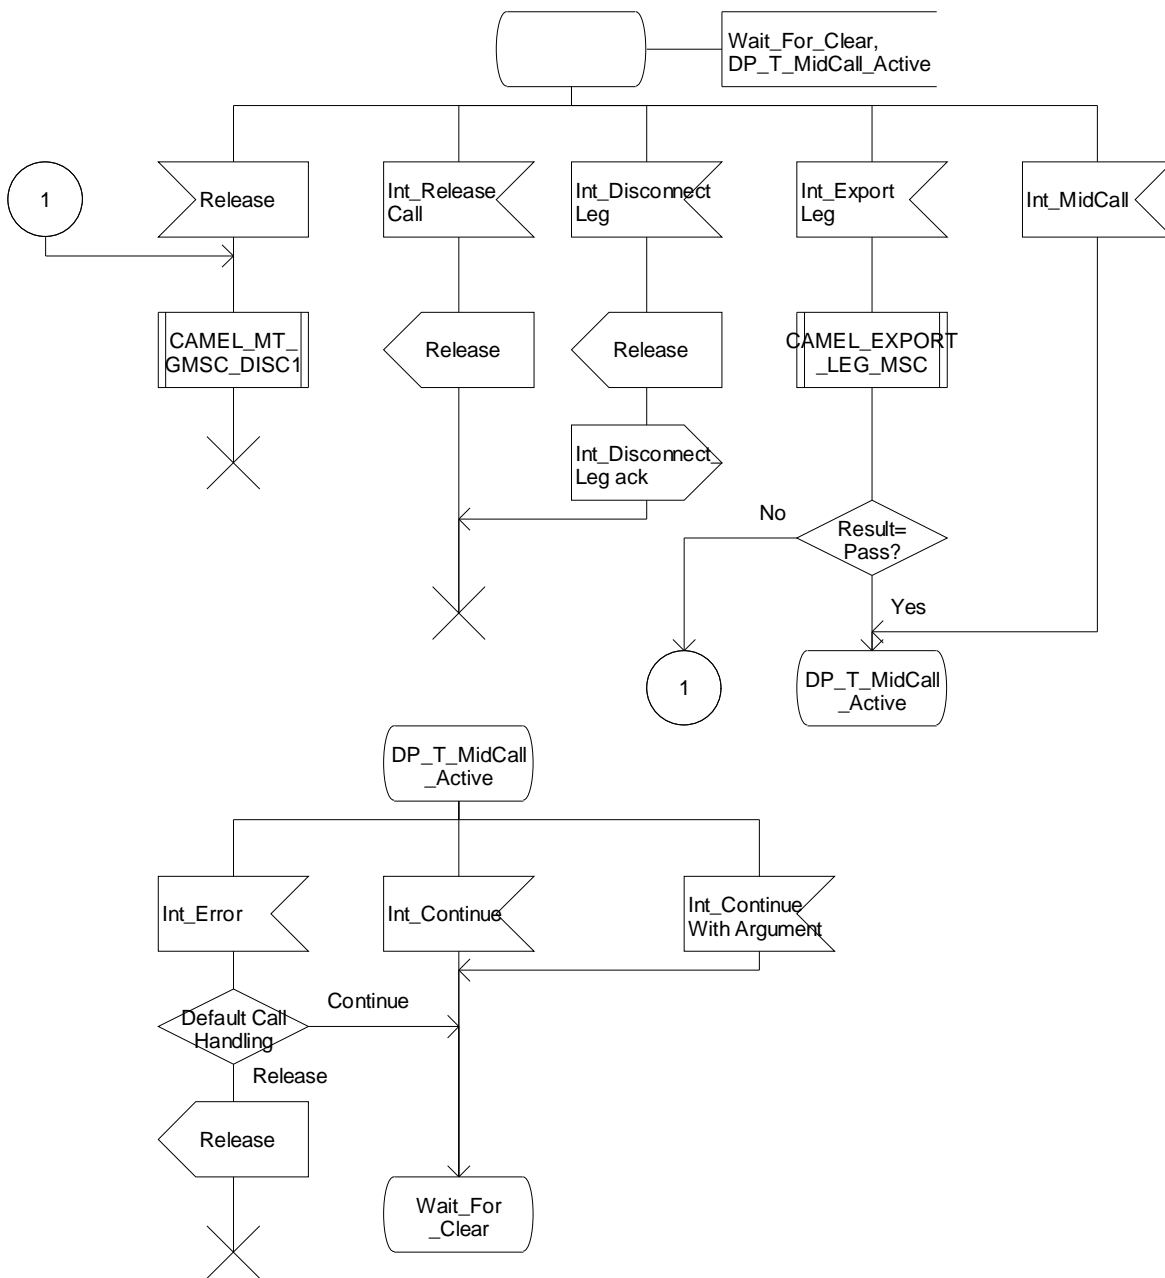 Wait_For_Clear,
DP_T_MidCall_Active
1
Release
Int_Release
Call
Int_Disconnect
Leg
Int_Export
Leg
Int_MidCall
CAMEL_MT_
GMSC_DISC1
Release
Release
CAMEL_EXPORT
_LEG_MSC
Int_Disconnect_
Leg ack
No
Result=
Pass?
Yes
1
DP_T_MidCall
_Active
DP_T_MidCall
_Active
Int_Error
Int_Continue
Int_Continue
With Argument
Continue
Default Call
Handling
Release
Release
Wait_For
_Clear